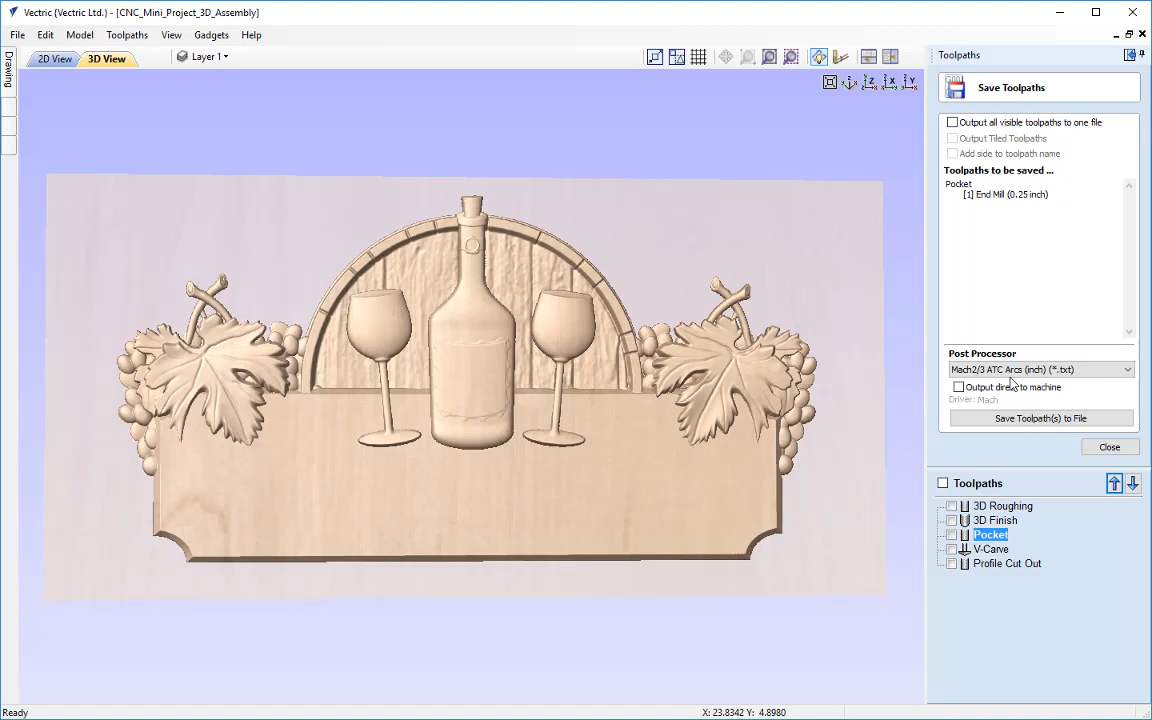 Vectric {Vectric Ltd.} - [CNC_Mini_Project_3D_Assembly]
File Edit Model Toolpaths View Gadgets Help
Drawing
2D View 3D View Layer 1
Z X Y
Toolpaths
Save Toolpaths
Output all visible toolpaths to one file
Output Tiled Toolpaths
Add side to toolpath name
Toolpaths to be saved ...
Pocket
[1] End Mill (0.25 inch)
Post Processor
Mach2/3 ATC Arcs (inch) (*.txt)
Output direct to machine
Driver: Mach
Save Toolpath(s) to File
Close
Toolpaths
3D Roughing
3D Finish
Pocket
V-Carve
Profile Cut Out
Ready X: 23.8342 Y: 4.8980